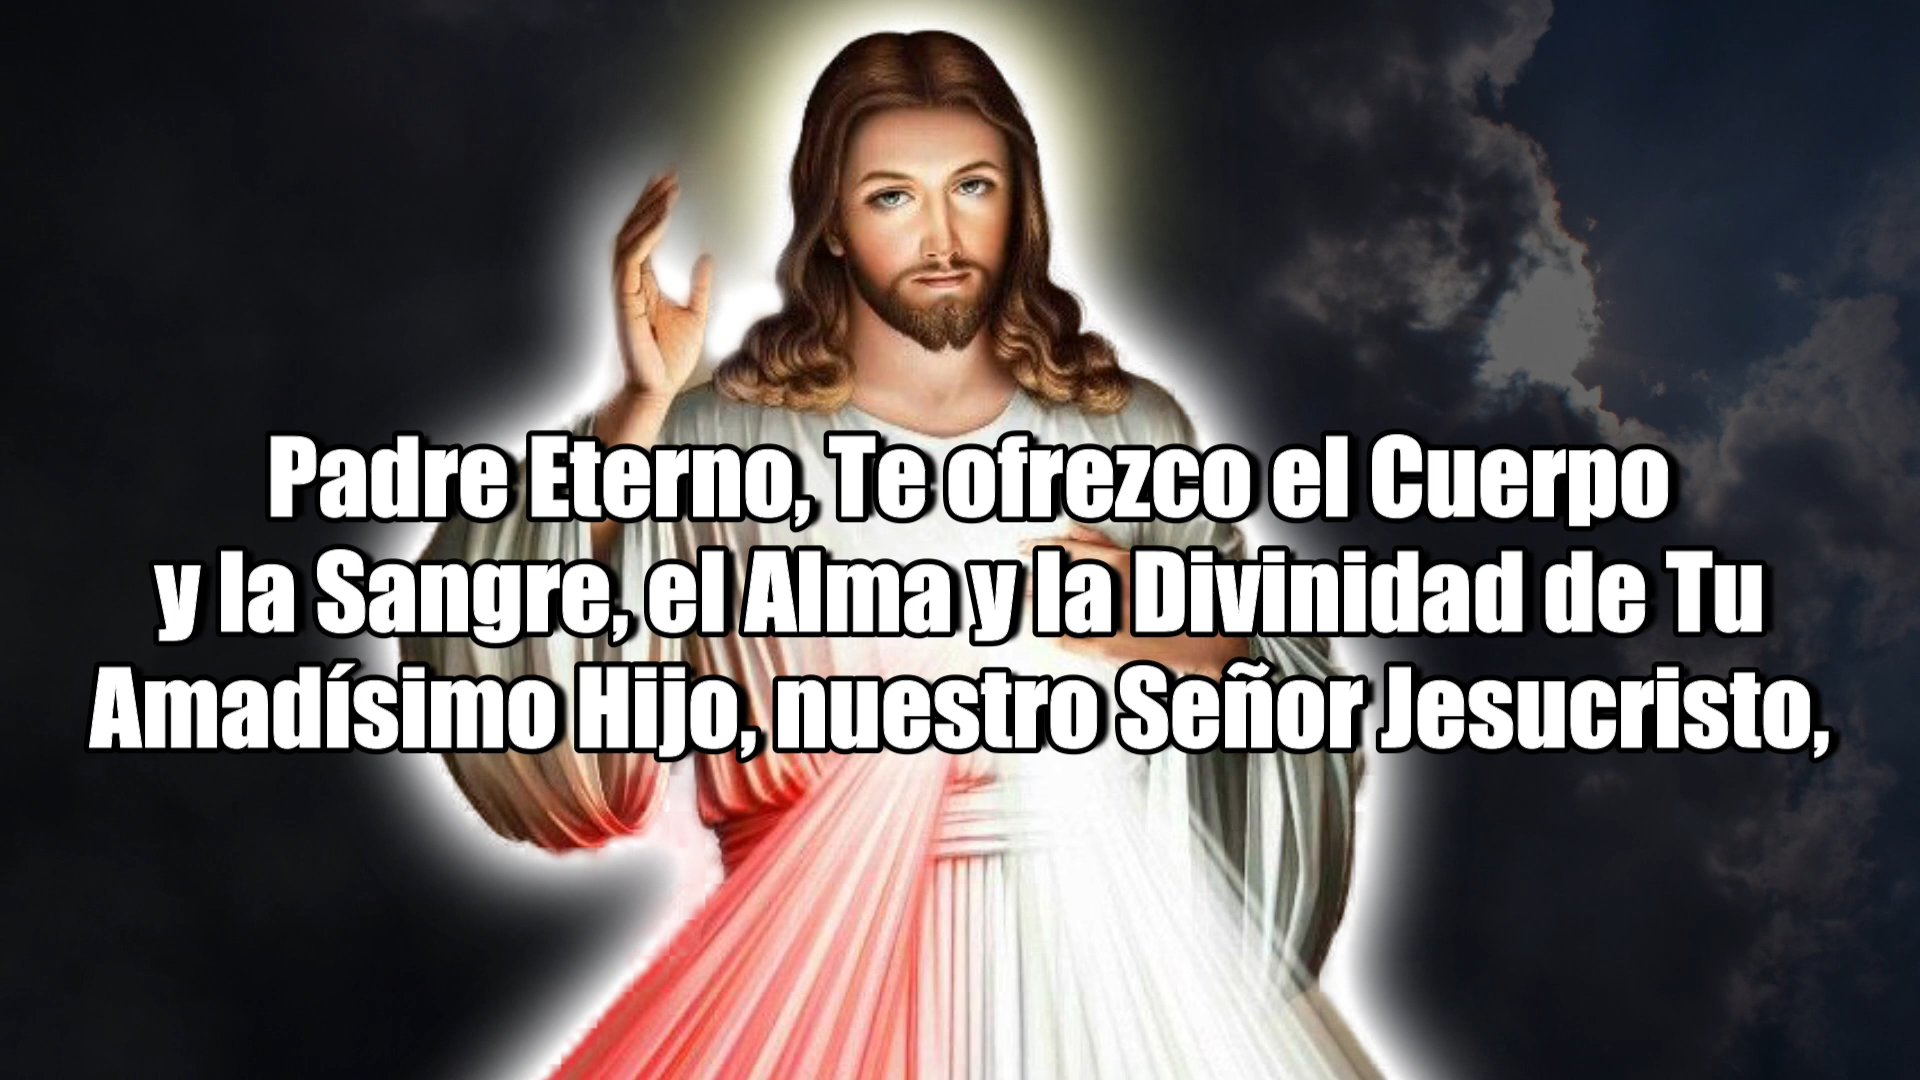 Padre Eterno, Te ofrezco el Cuerpo
y la Sangre, el Alma y la Divinidad de Tu
Amadísimo Hijo, nuestro Señor Jesucristo,